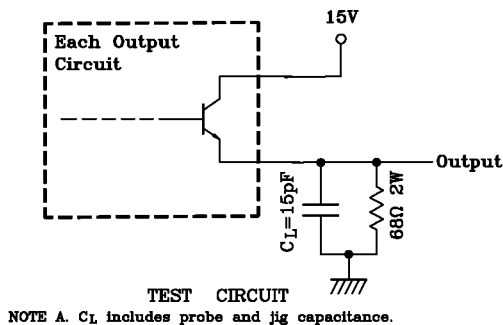 15V
Each Output
Circuit
Output
CL=15pF
68Ω 2W
TEST CIRCUIT
NOTE A. CL includes probe and jig capacitance.